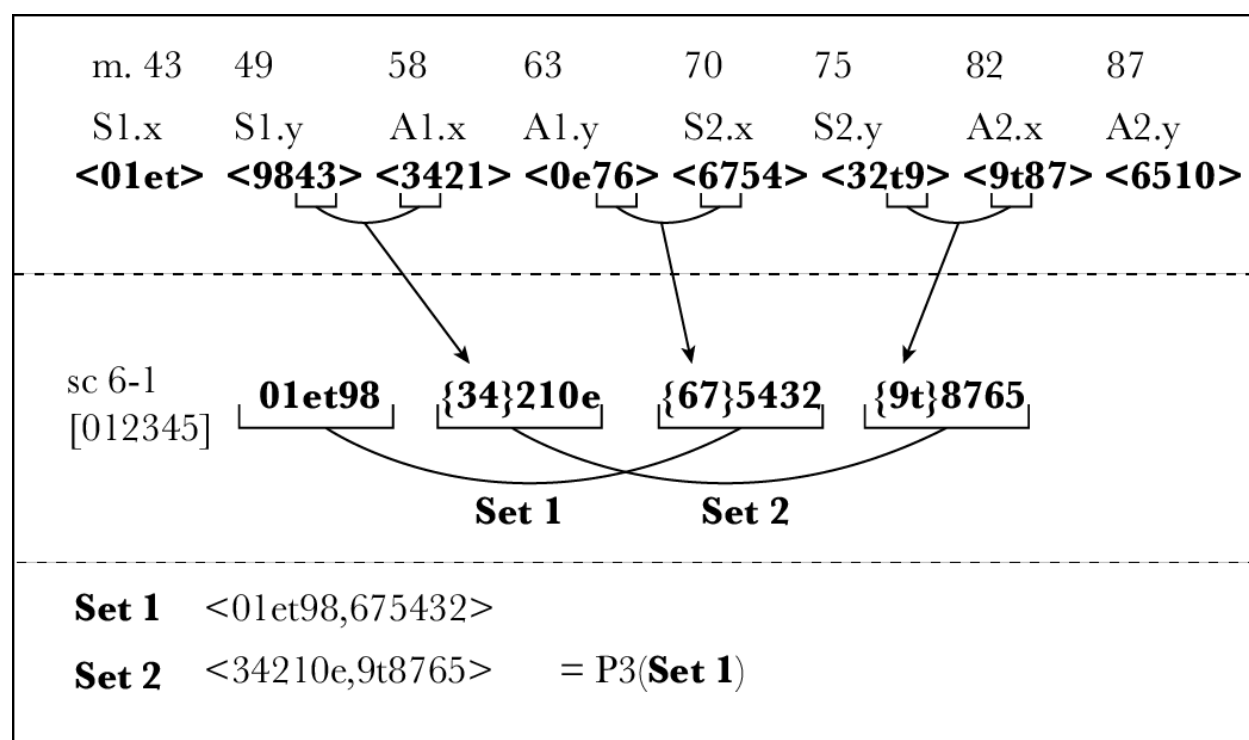 m. 43 49 58 63 70 75 82 87
S1.x S1.y A1.x A1.y S2.x S2.y A2.x A2.y
<01et> <9843> <3421> <0e76> <6754> <32t9> <9t87> <6510>
sc 6-1 01et98 {34}210e {67}5432 {9t}8765
[012345]
Set 1 Set 2
Set 1 <01et98,675432>
Set 2 <34210e,9t8765> = P3(Set 1)